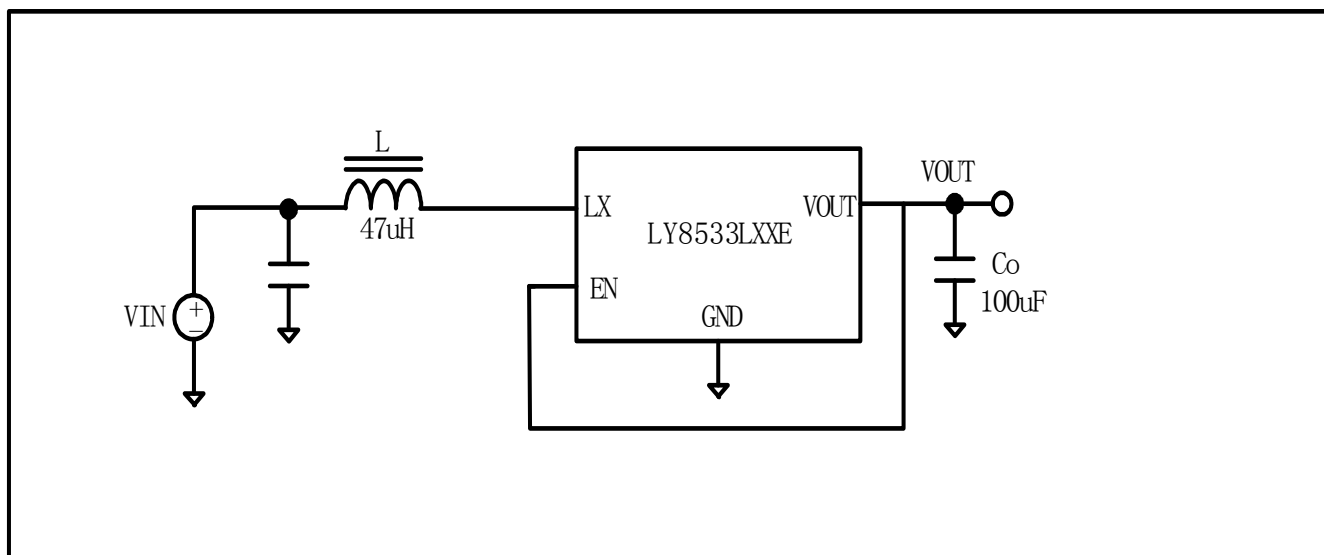 L
47uH
LX
VOUT
VOUT
LY8533LXXE
EN
GND
VIN
+
−
Co
100uF